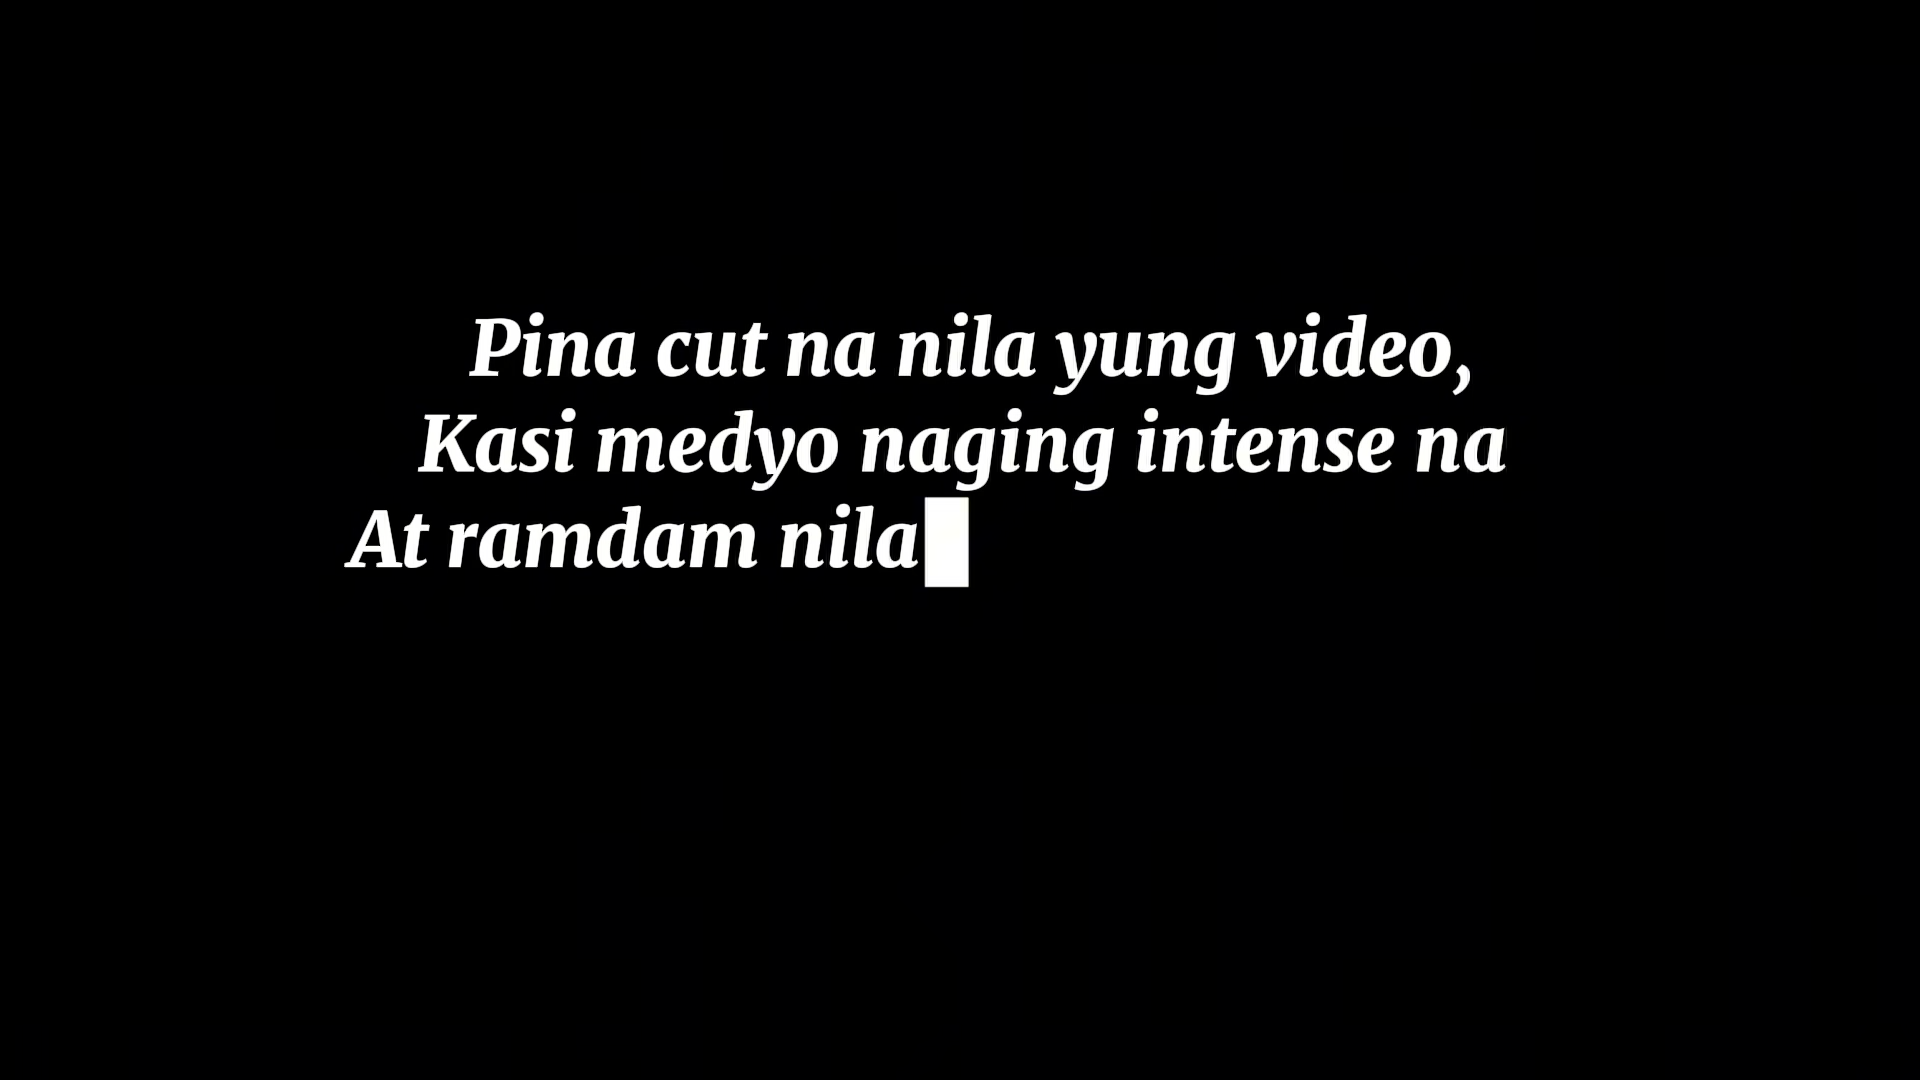 Pina cut na nila yung video,
Kasi medyo naging intense na
At ramdam nila